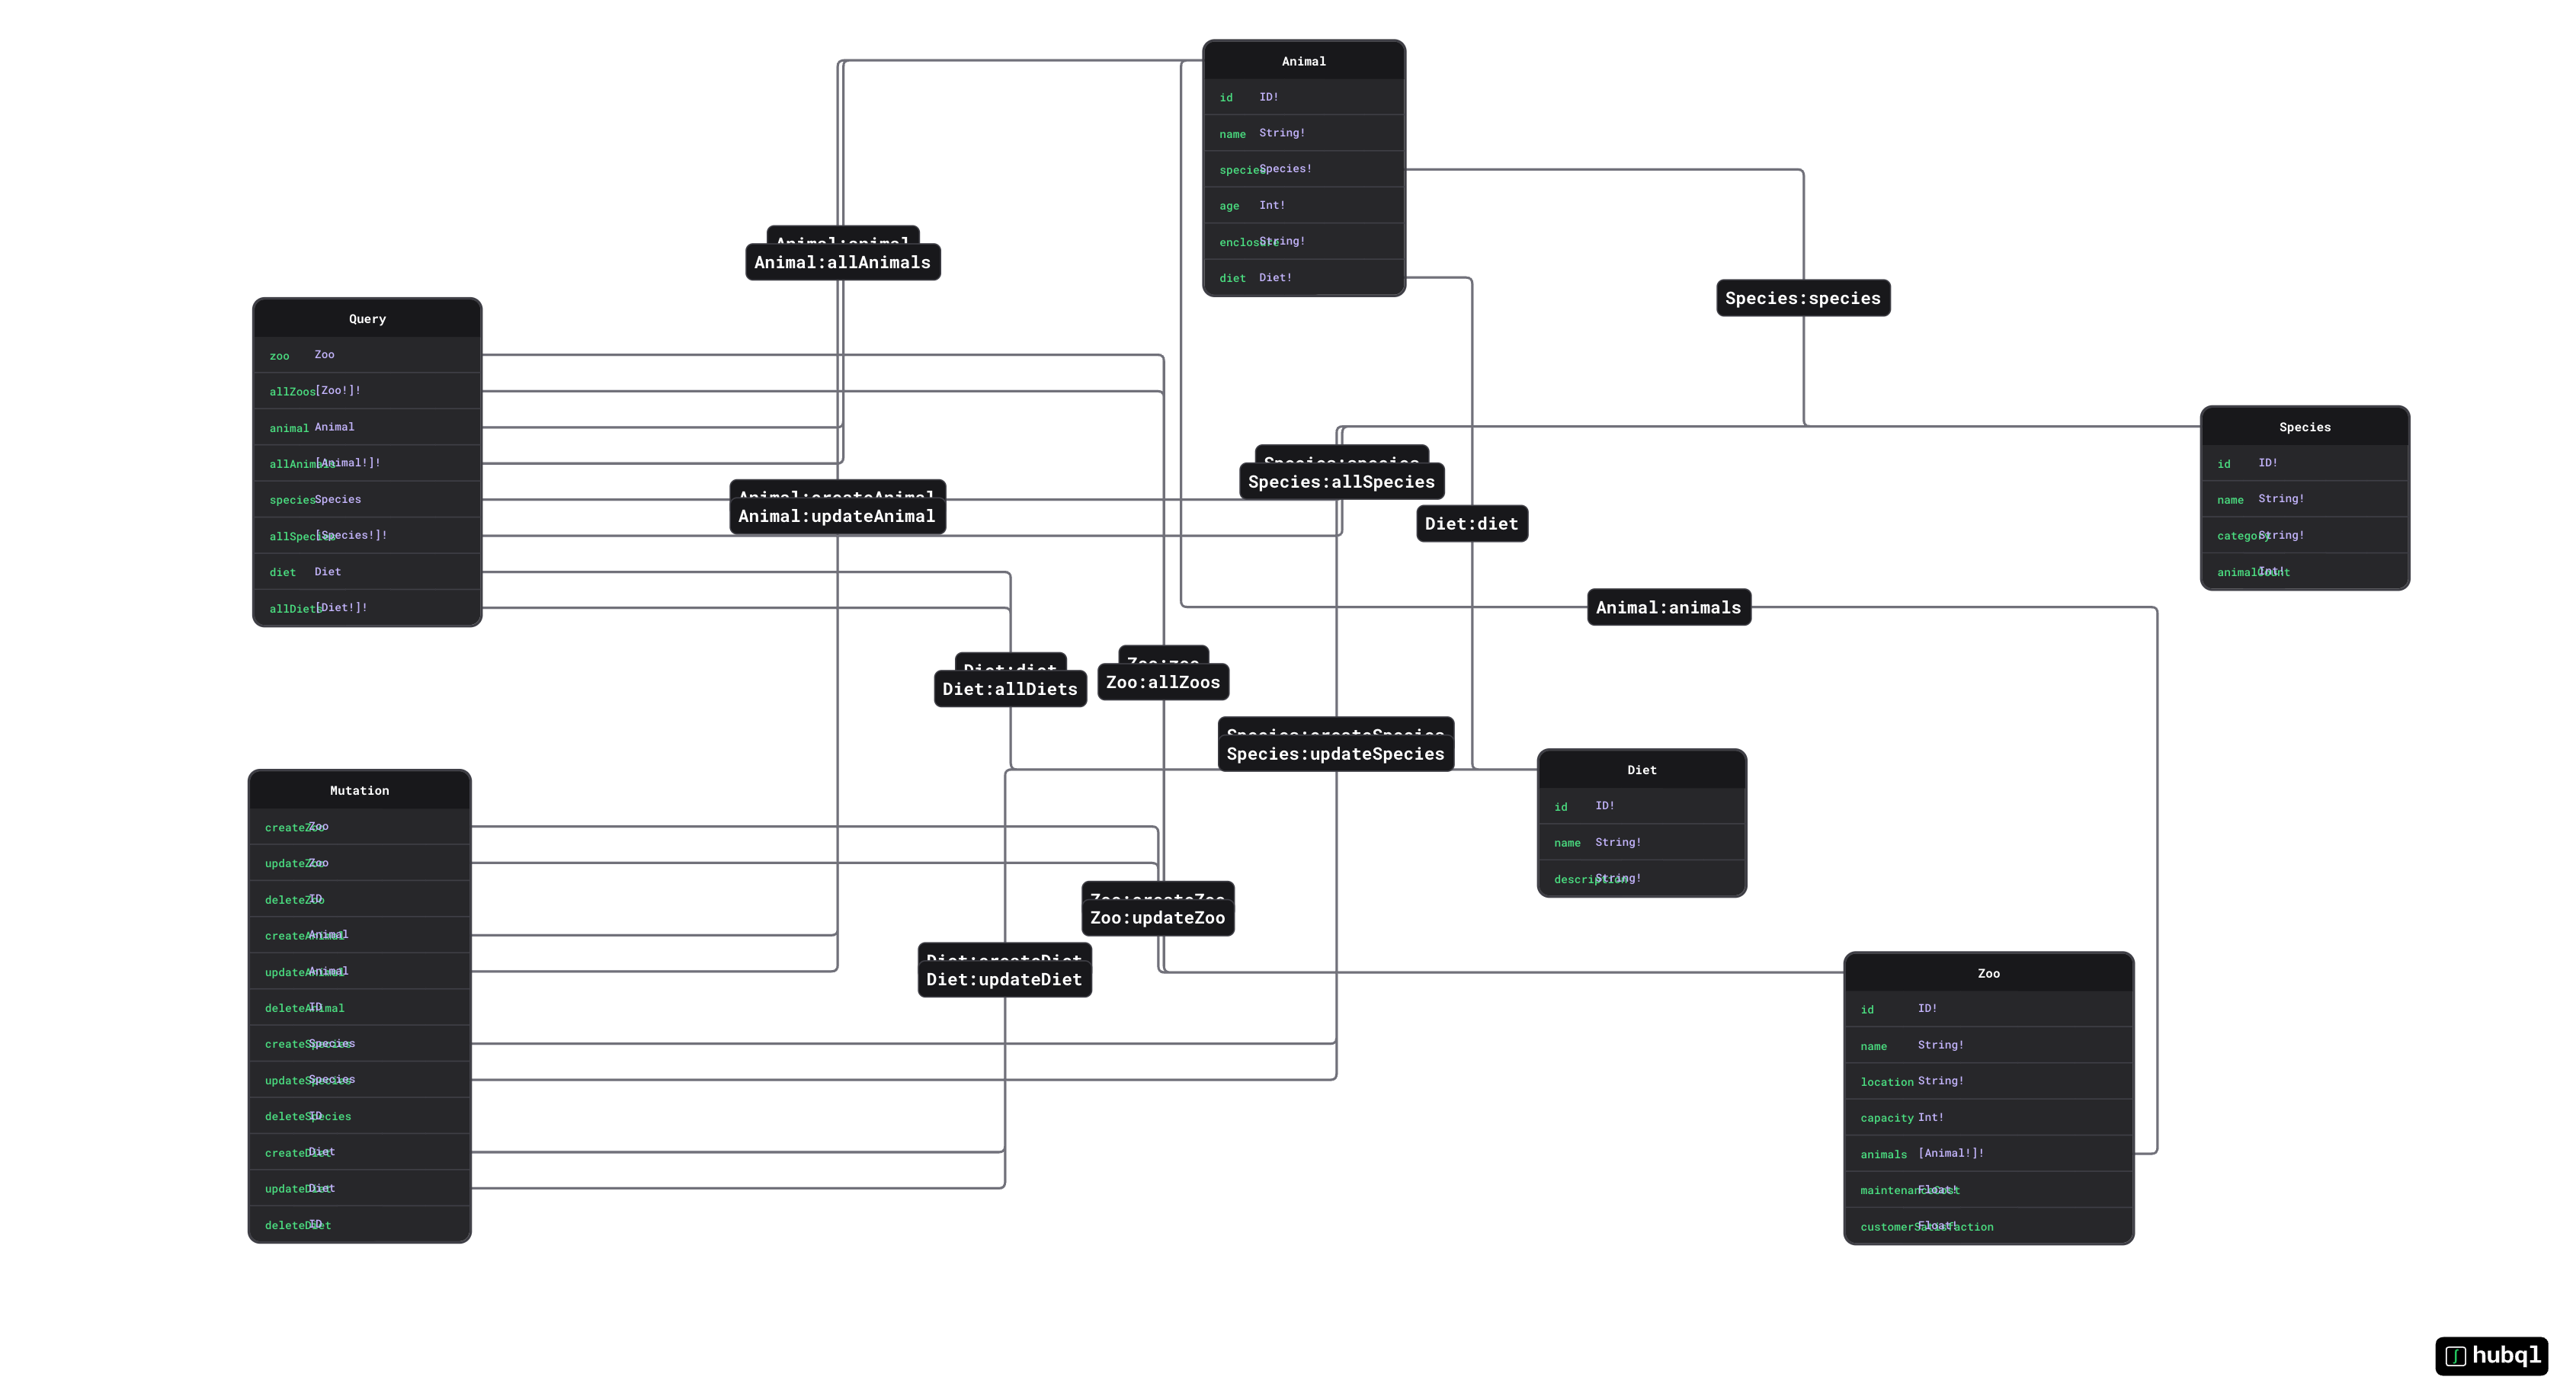 Animal
id ID!
name String!
species Species!
age Int!
enclosure String!
diet Diet!
Animal:animal
Animal:allAnimals
Species:species
Query
zoo Zoo
allZoos [Zoo!]!
animal Animal
allAnimals [Animal!]!
species Species
allSpecies [Species!]!
diet Diet
allDiets [Diet!]!
Species
id ID!
name String!
category String!
animalCount Int!
Species:species
Species:allSpecies
Animal:createAnimal
Animal:updateAnimal
Diet:diet
Animal:animals
Diet:diet
Diet:allDiets
Zoo:zoo
Zoo:allZoos
Species:createSpecies
Species:updateSpecies
Diet
id ID!
name String!
description String!
Mutation
createZoo Zoo
updateZoo Zoo
deleteZoo ID
createAnimal Animal
updateAnimal Animal
deleteAnimal ID
createSpecies Species
updateSpecies Species
deleteSpecies ID
createDiet Diet
updateDiet Diet
deleteDiet ID
Zoo:createZoo
Zoo:updateZoo
Diet:createDiet
Diet:updateDiet
Zoo
id ID!
name String!
location String!
capacity Int!
animals [Animal!]!
maintenanceCost Float!
customerSatisfaction Float!
hubql